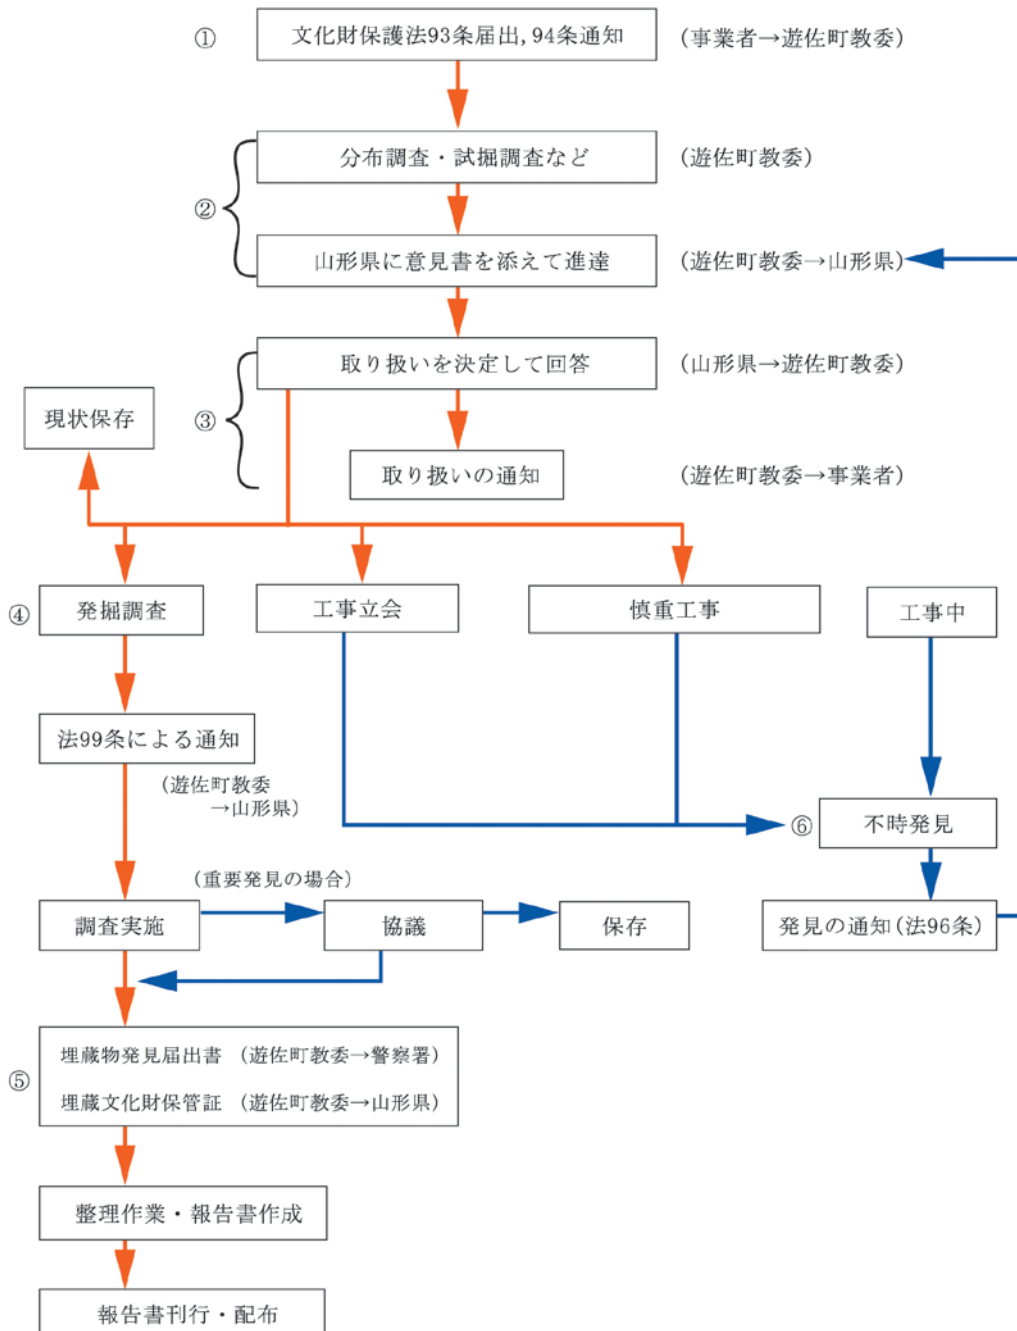 ① 文化財保護法93条届出,94条通知 (事業者→遊佐町教委)
分布調査・試掘調査など (遊佐町教委)
②
山形県に意見書を添えて進達 (遊佐町教委→山形県)
取り扱いを決定して回答 (山形県→遊佐町教委)
現状保存
③
取り扱いの通知 (遊佐町教委→事業者)
④ 発掘調査
工事立会
慎重工事
工事中
法99条による通知
(遊佐町教委
→山形県)
⑥ 不時発見
(重要発見の場合)
調査実施
協議
保存
発見の通知(法96条)
⑤
埋蔵物発見届出書 (遊佐町教委→警察署)
埋蔵文化財保管証 (遊佐町教委→山形県)
整理作業・報告書作成
報告書刊行・配布